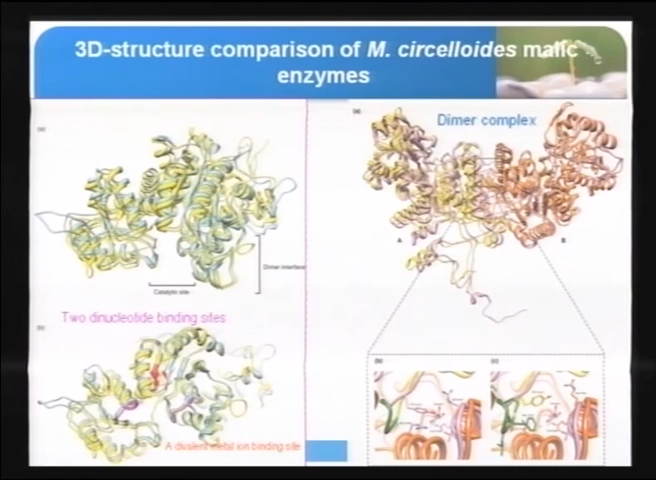 3D-structure comparison of M. circelloides malic
enzymes
(a)
Dimer interface
Catalytic site
Two dinucleotide binding sites
(b)
A divalent metal ion binding site
(a)
Dimer complex
A
B
(b)
(c)